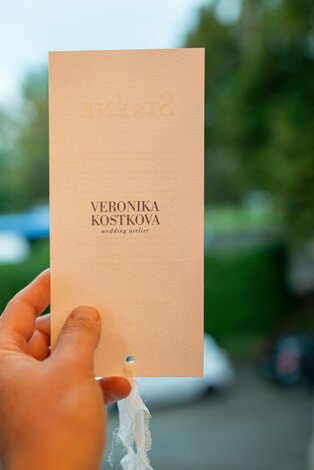 VERONIKA
KOSTKOVA
wedding atelier